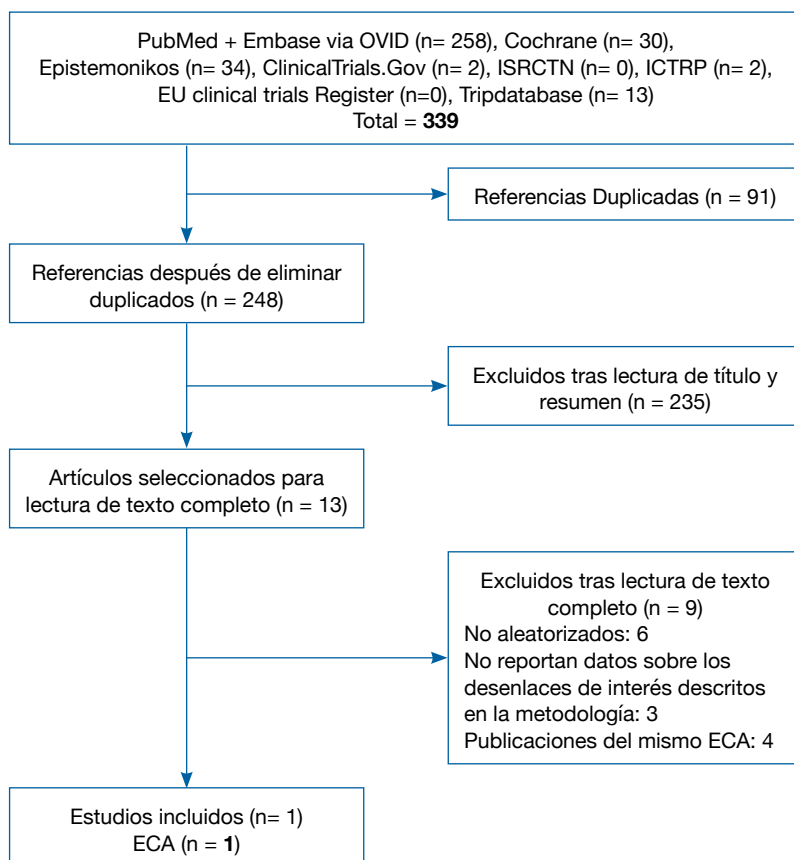 PubMed + Embase via OVID (n= 258), Cochrane (n= 30),
Epistemonikos (n= 34), ClinicalTrials.Gov (n= 2), ISRCTN (n= 0), ICTRP (n= 2),
EU clinical trials Register (n=0), Tripdatabase (n= 13)
Total = 339
Referencias Duplicadas (n = 91)
Referencias después de eliminar
duplicados (n = 248)
Excluidos tras lectura de título y
resumen (n = 235)
Artículos seleccionados para
lectura de texto completo (n = 13)
Excluidos tras lectura de texto
completo (n = 9)
No aleatorizados: 6
No reportan datos sobre los
desenlaces de interés descritos
en la metodología: 3
Publicaciones del mismo ECA: 4
Estudios incluidos (n= 1)
ECA (n = 1)